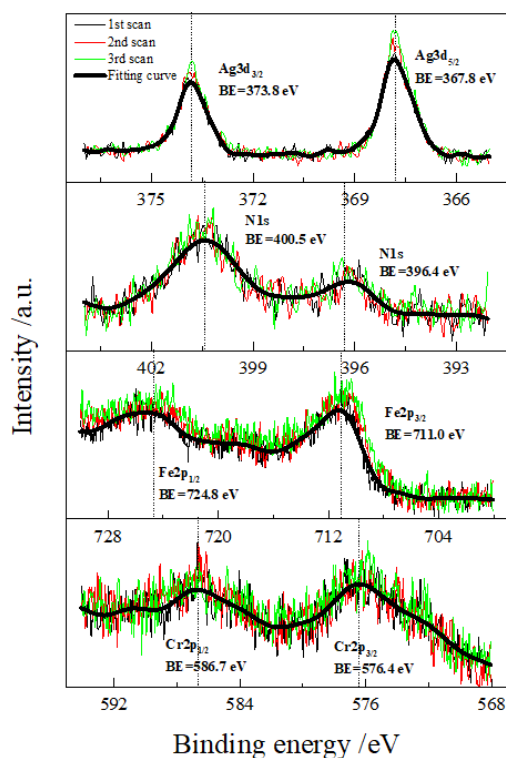 1st scan
2nd scan
3rd scan
Fitting curve
Ag3d3/2
BE=373.8 eV
Ag3d5/2
BE=367.8 eV
375 372 369 366
N1s
BE=400.5 eV
N1s
BE=396.4 eV
402 399 396 393
Fe2p3/2
BE=711.0 eV
Fe2p1/2
BE=724.8 eV
728 720 712 704
Cr2p1/2
BE=586.7 eV
Cr2p3/2
BE=576.4 eV
592 584 576 568
Intensity /a.u.
Binding energy /eV